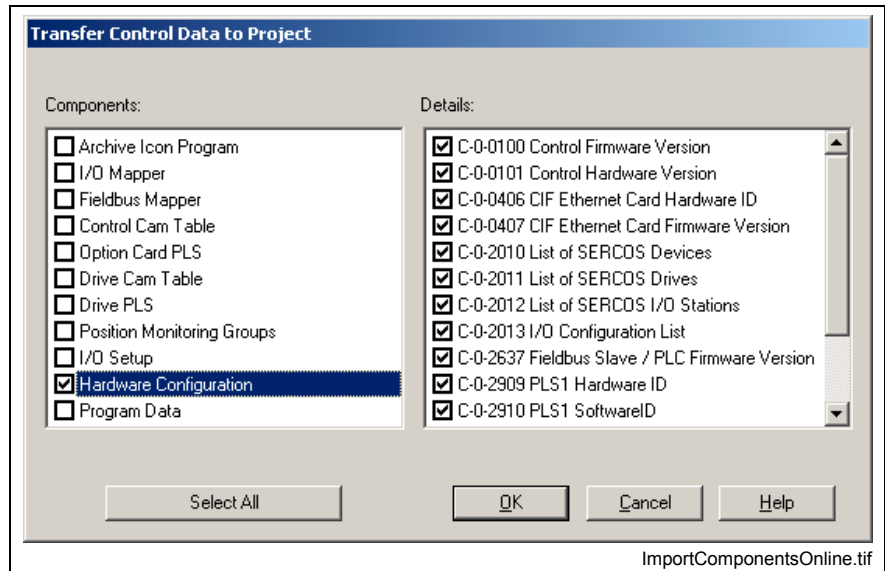 Transfer Control Data to Project
Components:
Archive Icon Program
I/O Mapper
Fieldbus Mapper
Control Cam Table
Option Card PLS
Drive Cam Table
Drive PLS
Position Monitoring Groups
I/O Setup
Hardware Configuration
Program Data
Details:
C-0-0100 Control Firmware Version
C-0-0101 Control Hardware Version
C-0-0406 CIF Ethernet Card Hardware ID
C-0-0407 CIF Ethernet Card Firmware Version
C-0-2010 List of SERCOS Devices
C-0-2011 List of SERCOS Drives
C-0-2012 List of SERCOS I/O Stations
C-0-2013 I/O Configuration List
C-0-2637 Fieldbus Slave / PLC Firmware Version
C-0-2909 PLS1 Hardware ID
C-0-2910 PLS1 SoftwareID
Select All
OK
Cancel
Help
ImportComponentsOnline.tif